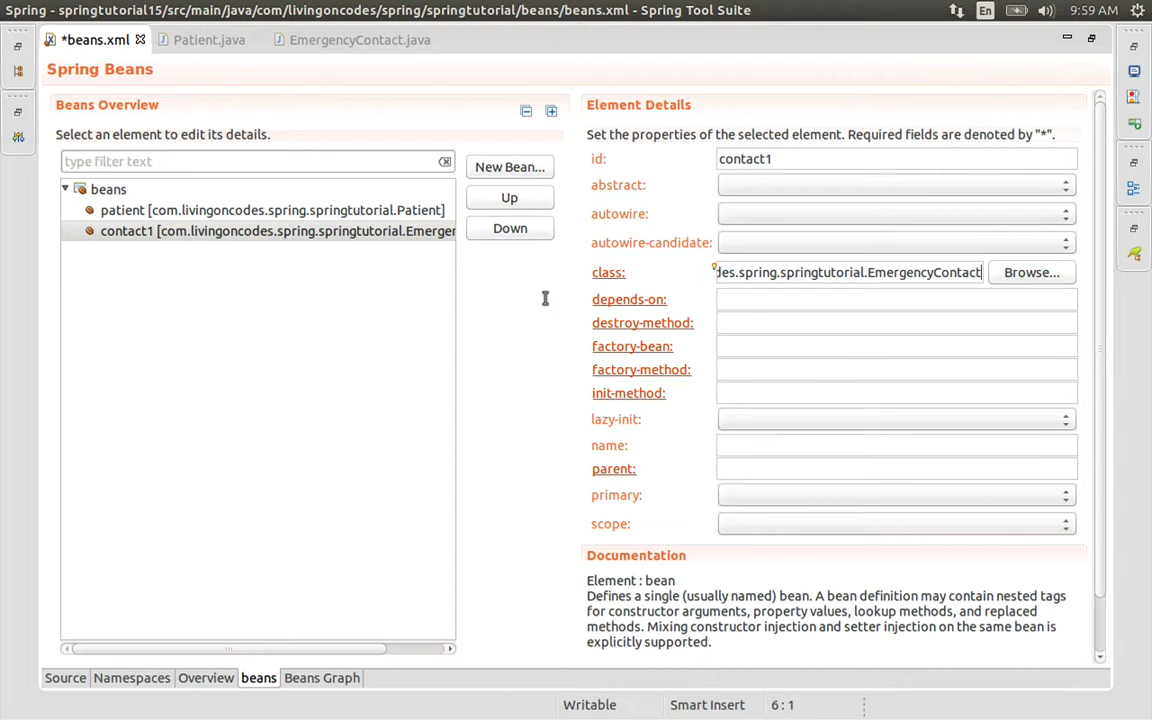 Spring - springtutorial15/src/main/java/com/livingoncodes/spring/springtutorial/beans/beans.xml - Spring Tool Suite
En
9:59 AM
*beans.xml
Patient.java
EmergencyContact.java
Spring Beans
Beans Overview
Select an element to edit its details.
type filter text
New Bean...
Up
Down
beans
patient [com.livingoncodes.spring.springtutorial.Patient]
contact1 [com.livingoncodes.spring.springtutorial.Emerger
Element Details
Set the properties of the selected element. Required fields are denoted by "*".
id:
contact1
abstract:
autowire:
autowire-candidate:
class:
des.spring.springtutorial.EmergencyContact
Browse...
depends-on:
destroy-method:
factory-bean:
factory-method:
init-method:
lazy-init:
name:
parent:
primary:
scope:
Documentation
Element : bean
Defines a single (usually named) bean. A bean definition may contain nested tags
for constructor arguments, property values, lookup methods, and replaced
methods. Mixing constructor injection and setter injection on the same bean is
explicitly supported.
Source
Namespaces
Overview
beans
Beans Graph
Writable
Smart Insert
6 : 1